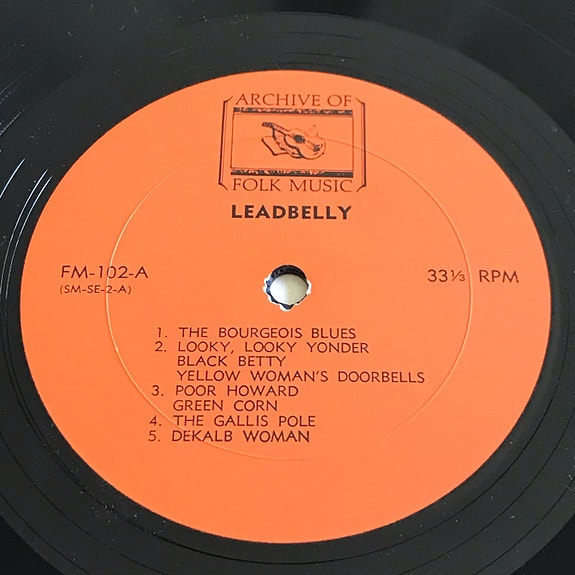 ARCHIVE OF
FOLK MUSIC
LEADBELLY
FM-102-A
(SM-SE-2-A)
33⅓ RPM
1. THE BOURGEOIS BLUES
2. LOOKY, LOOKY YONDER
BLACK BETTY
YELLOW WOMAN'S DOORBELLS
3. POOR HOWARD
GREEN CORN
4. THE GALLIS POLE
5. DEKALB WOMAN